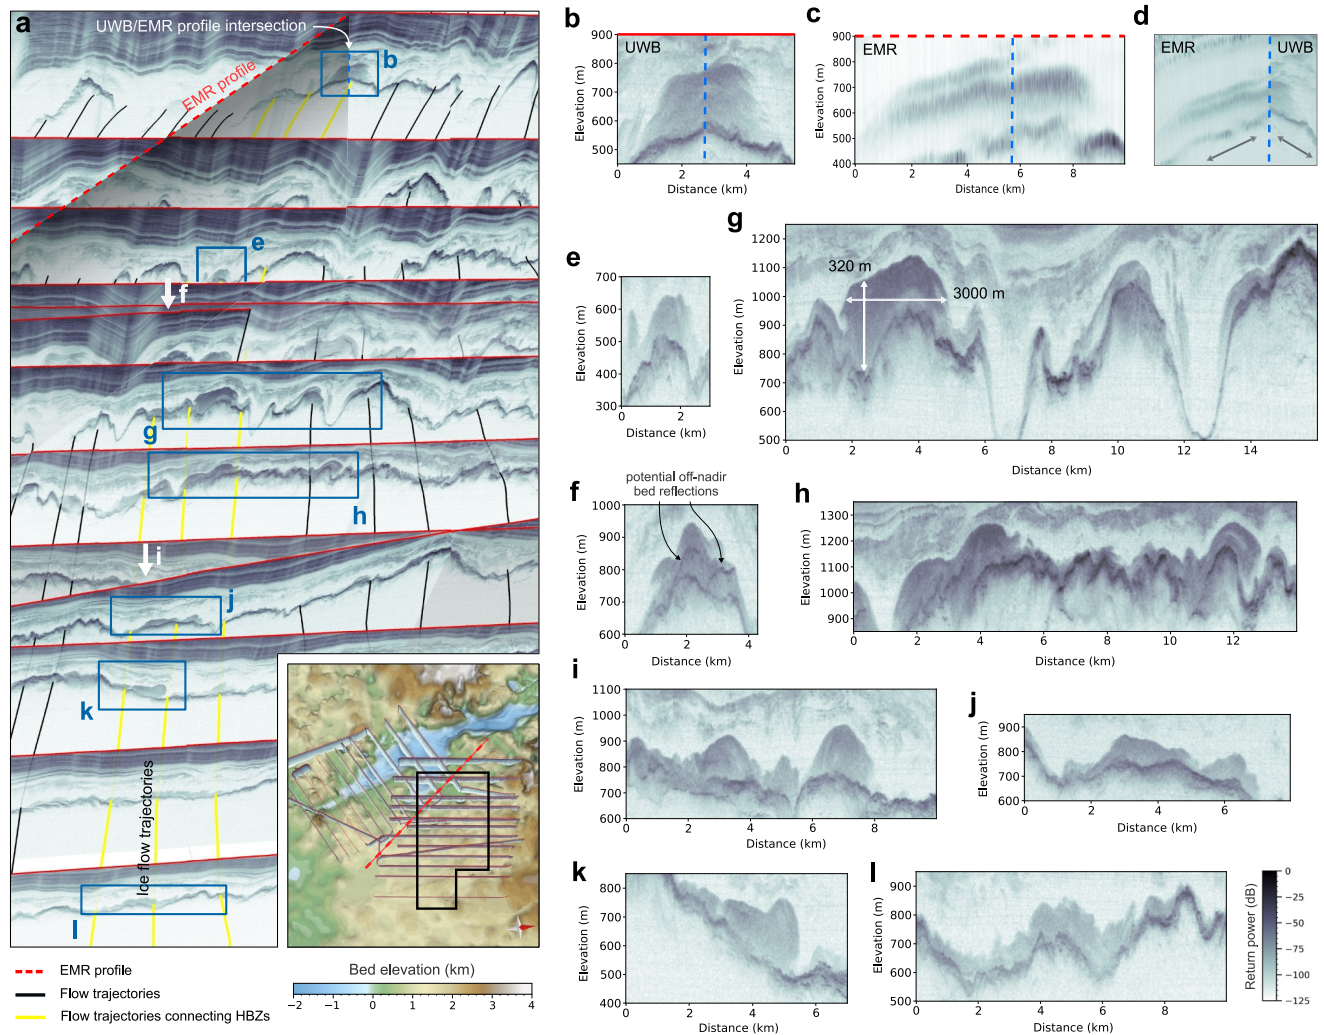 a
UWB/EMR profile intersection
EMR profile
b
e
f
g
h
i
j
k
l
Ice flow trajectories
EMR profile
Flow trajectories
Flow trajectories connecting HBZs
Bed elevation (km)
−2 −1 0 1 2 3 4
b
UWB
Elevation (m)
900
800
700
600
500
0 2 4
Distance (km)
c
EMR
Elevation (m)
900
800
700
600
500
400
0 2 4 6 8
Distance (km)
d
EMR
UWB
e
Elevation (m)
700
600
500
400
300
0 2
Distance (km)
g
320 m
3000 m
Elevation (m)
1200
1100
1000
900
800
700
600
500
0 2 4 6 8 10 12 14
Distance (km)
f
potential off-nadir
bed reflections
Elevation (m)
1000
900
800
700
600
0 2 4
Distance (km)
h
Elevation (m)
1300
1200
1100
1000
900
0 2 4 6 8 10 12
Distance (km)
i
Elevation (m)
1100
1000
900
800
700
600
0 2 4 6 8
Distance (km)
j
Elevation (m)
900
800
700
600
0 2 4 6
Distance (km)
k
Elevation (m)
800
700
600
500
400
0 2 4 6
Distance (km)
l
Elevation (m)
900
800
700
600
500
0 2 4 6 8
Distance (km)
Return power (dB)
0
−25
−50
−75
−100
−125